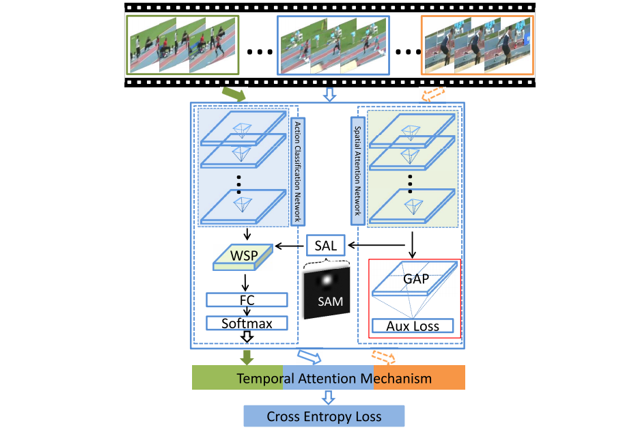 Action Classification Network
Spatial Attention Network
WSP
SAL
GAP
SAM
FC
Aux Loss
Softmax
Temporal Attention Mechanism
Cross Entropy Loss